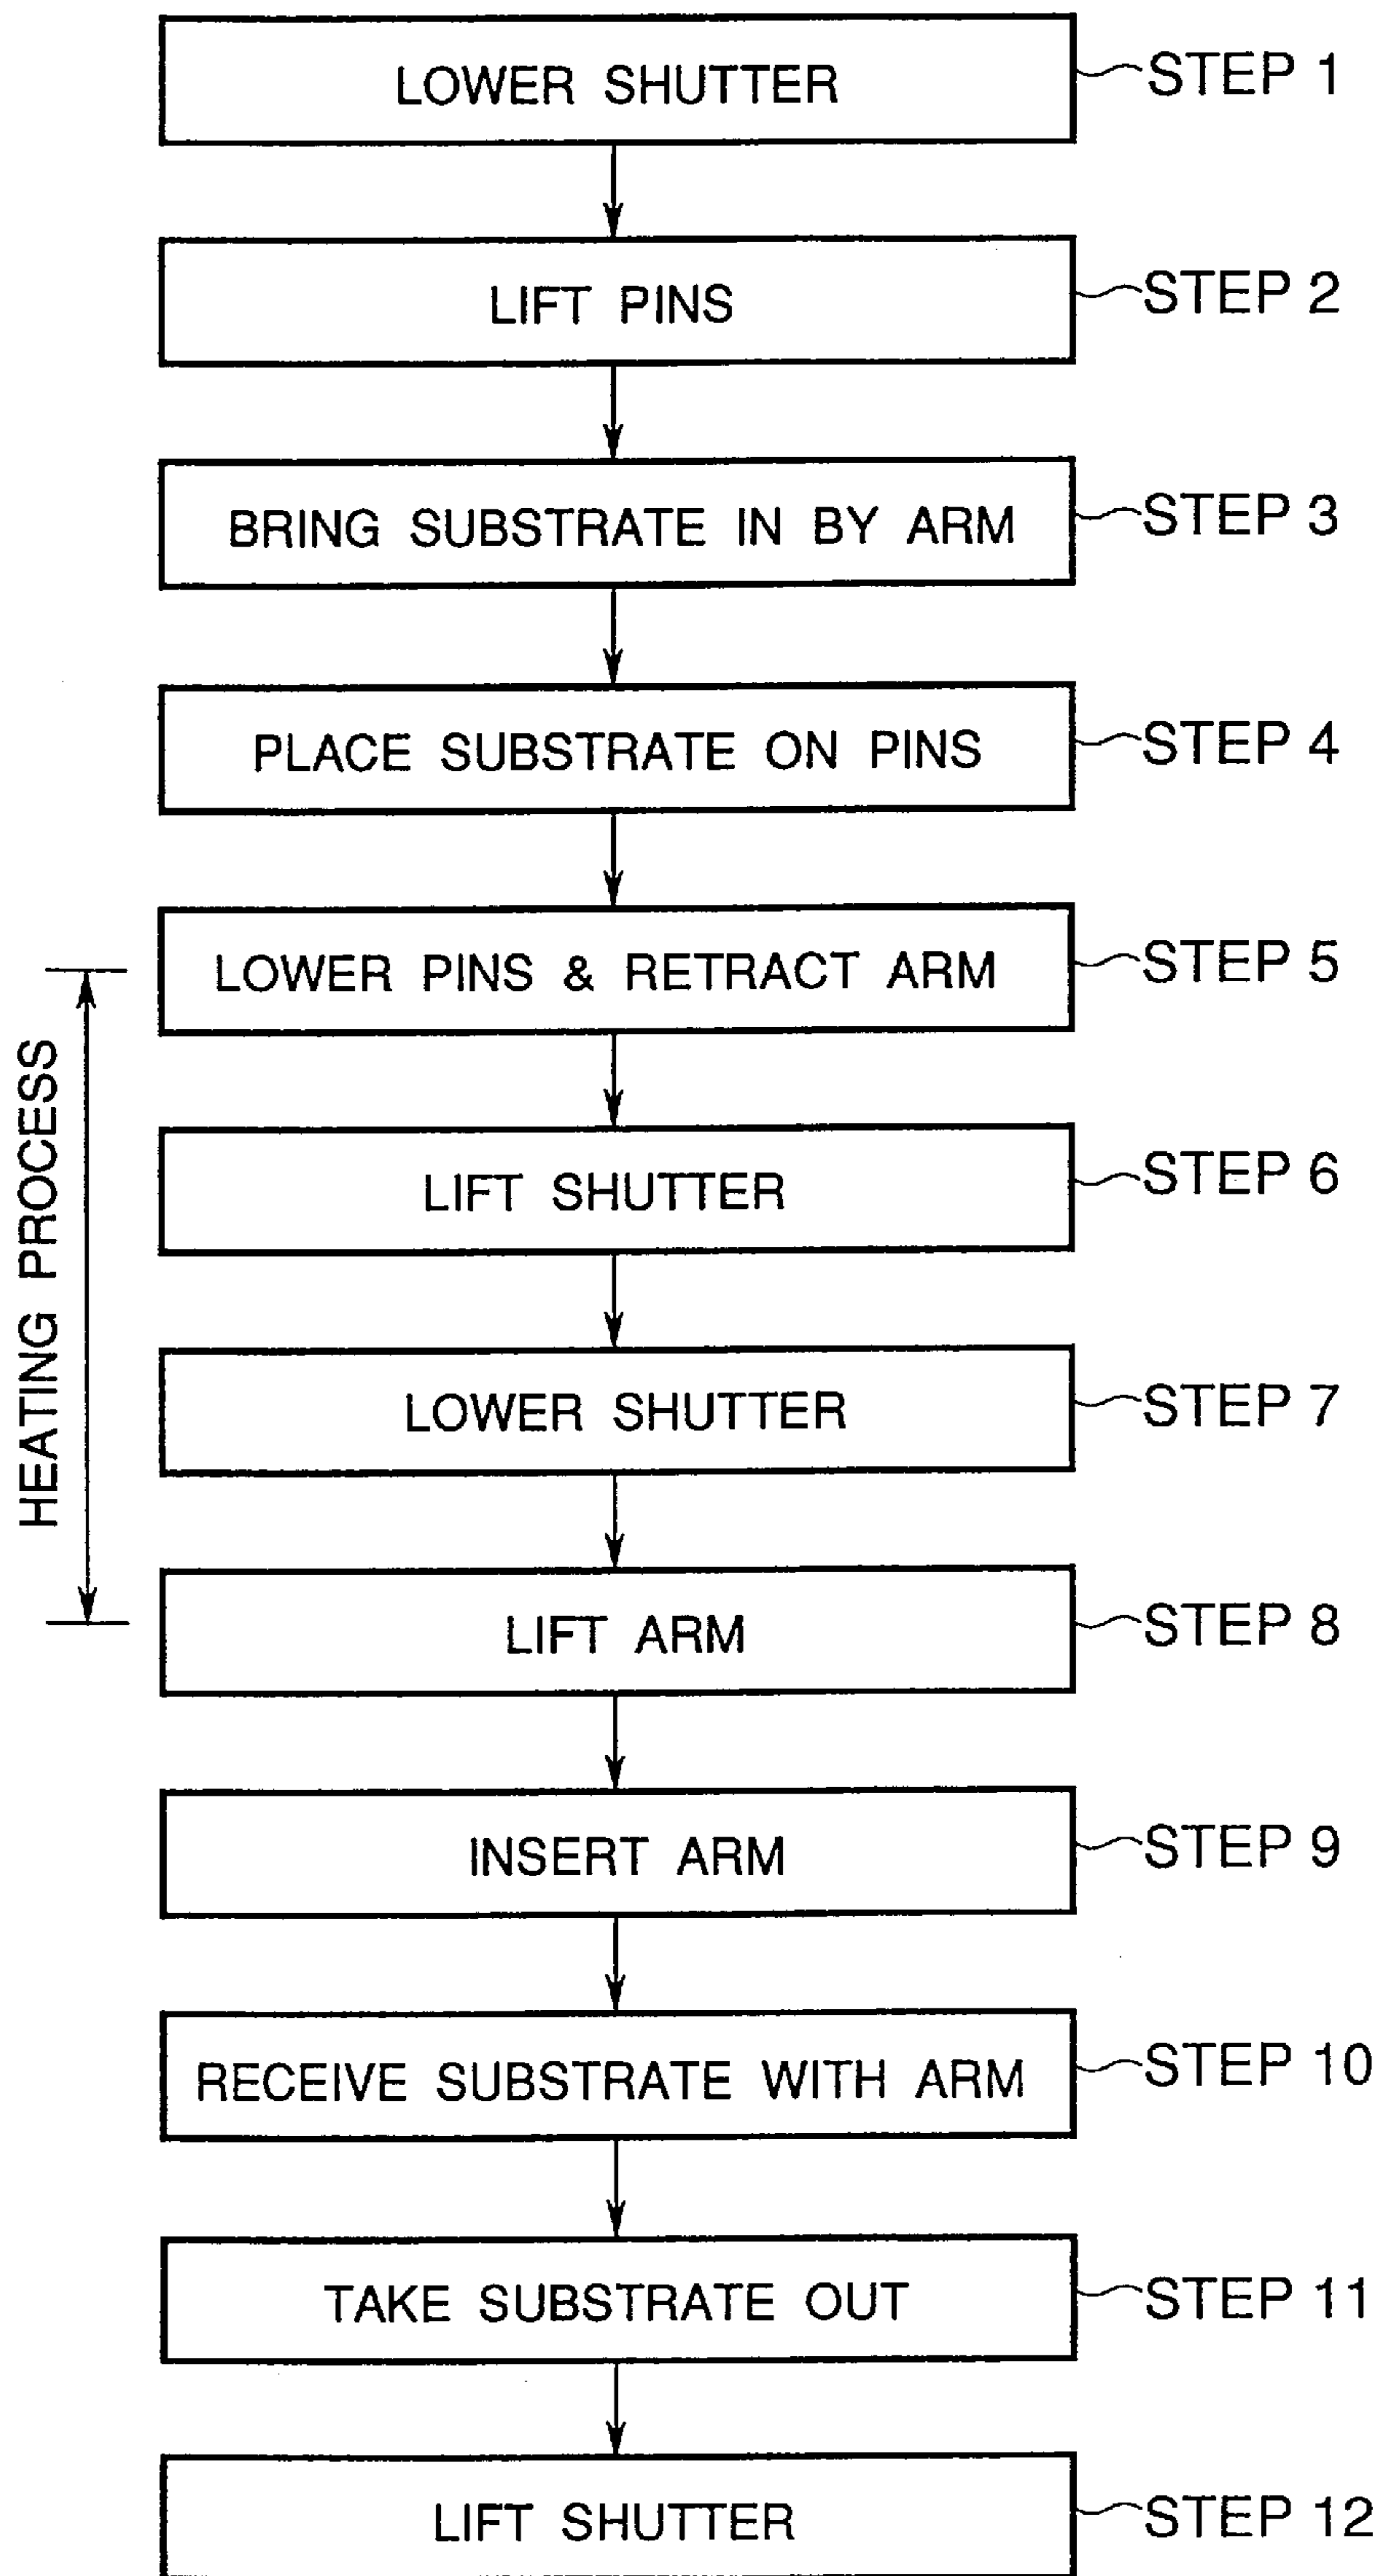 LOWER SHUTTER
STEP 1
LIFT PINS
STEP 2
BRING SUBSTRATE IN BY ARM
STEP 3
PLACE SUBSTRATE ON PINS
STEP 4
LOWER PINS & RETRACT ARM
STEP 5
HEATING PROCESS
LIFT SHUTTER
STEP 6
LOWER SHUTTER
STEP 7
LIFT ARM
STEP 8
INSERT ARM
STEP 9
RECEIVE SUBSTRATE WITH ARM
STEP 10
TAKE SUBSTRATE OUT
STEP 11
LIFT SHUTTER
STEP 12